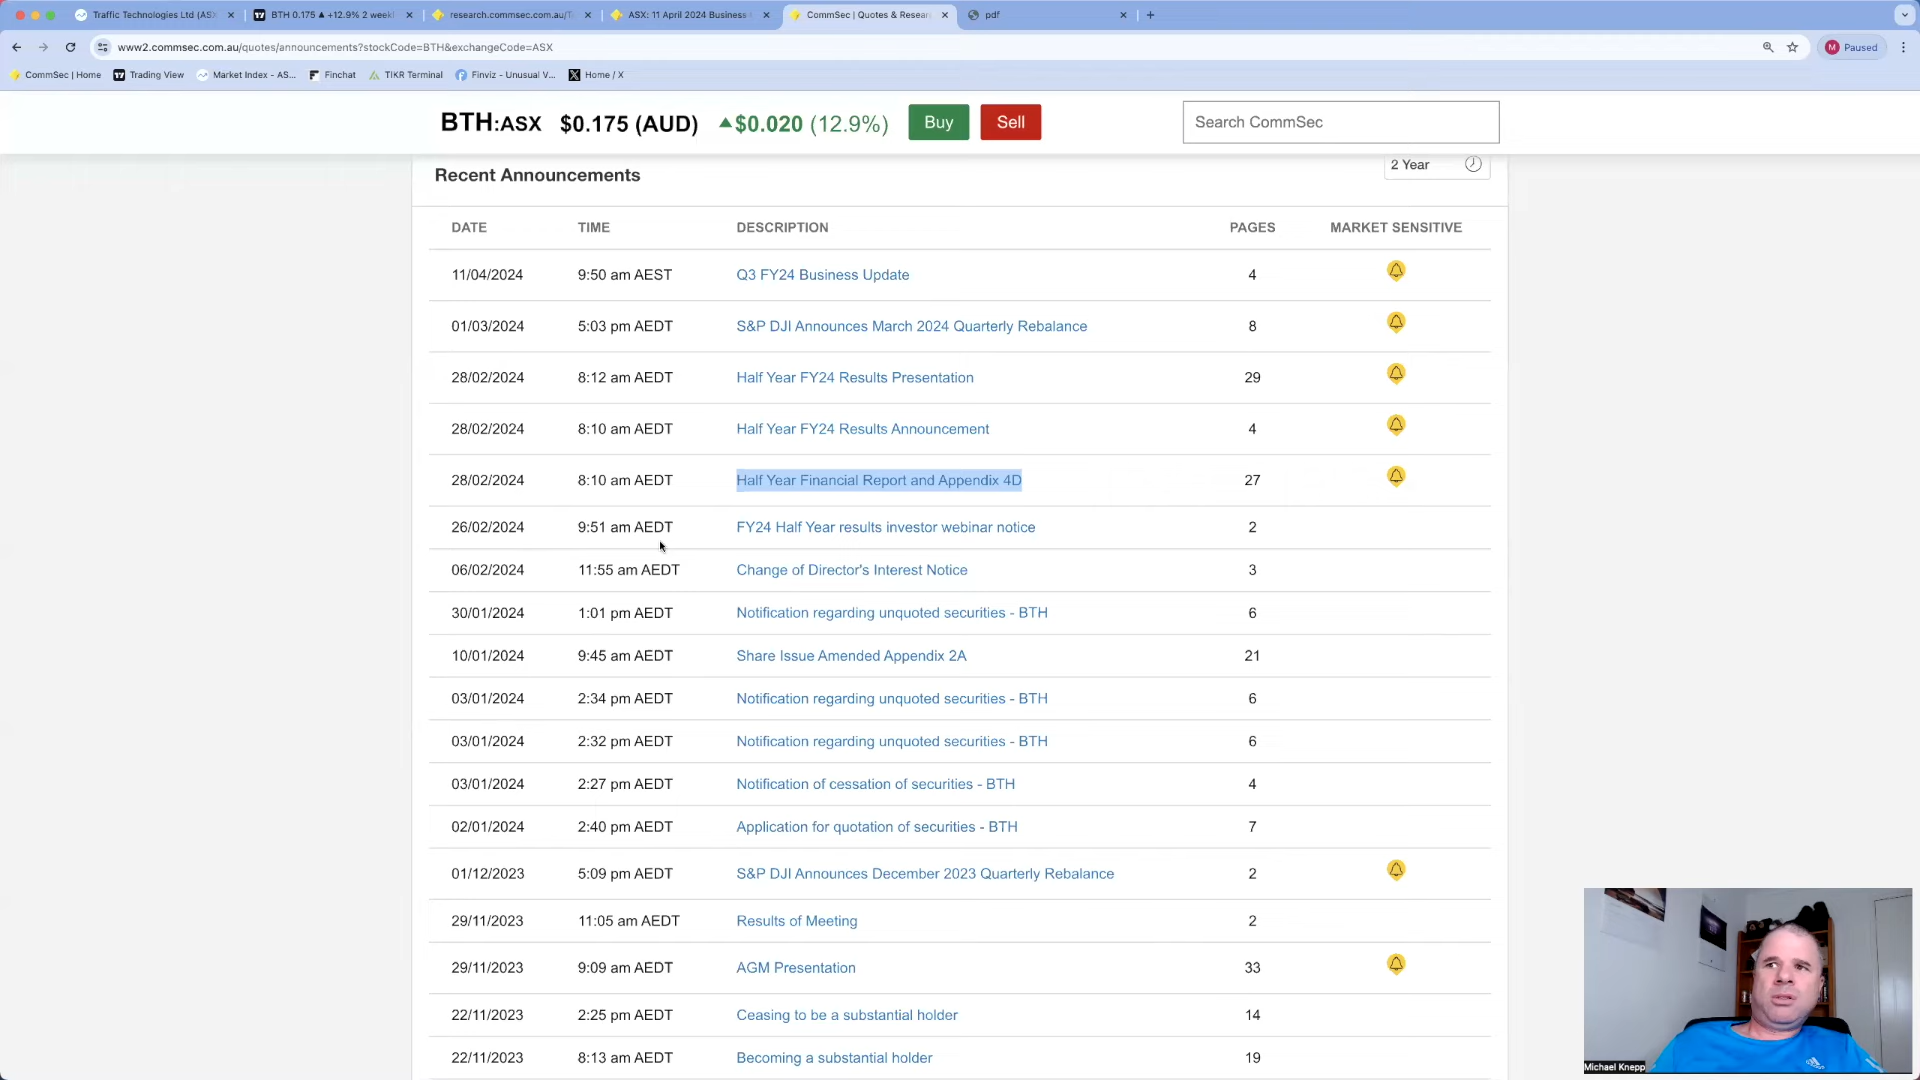 Traffic Technologies Ltd (ASX
BTH 0.175 ▲ +12.9% 2 week
research.commsec.com.au/Ti
ASX: 11 April 2024 Business
CommSec | Quotes & Resear
pdf
www2.commsec.com.au/quotes/announcements?stockCode=BTH&exchangeCode=ASX
M Paused
CommSec | Home
Trading View
Market Index - AS...
Finchat
TIKR Terminal
Finviz - Unusual V...
Home / X
BTH:ASX $0.175 (AUD) ▲$0.020 (12.9%) Buy Sell Search CommSec
Recent Announcements 2 Year
DATE TIME DESCRIPTION PAGES MARKET SENSITIVE
11/04/2024 9:50 am AEST Q3 FY24 Business Update 4
01/03/2024 5:03 pm AEDT S&P DJI Announces March 2024 Quarterly Rebalance 8
28/02/2024 8:12 am AEDT Half Year FY24 Results Presentation 29
28/02/2024 8:10 am AEDT Half Year FY24 Results Announcement 4
28/02/2024 8:10 am AEDT Half Year Financial Report and Appendix 4D 27
26/02/2024 9:51 am AEDT FY24 Half Year results investor webinar notice 2
06/02/2024 11:55 am AEDT Change of Director's Interest Notice 3
30/01/2024 1:01 pm AEDT Notification regarding unquoted securities - BTH 6
10/01/2024 9:45 am AEDT Share Issue Amended Appendix 2A 21
03/01/2024 2:34 pm AEDT Notification regarding unquoted securities - BTH 6
03/01/2024 2:32 pm AEDT Notification regarding unquoted securities - BTH 6
03/01/2024 2:27 pm AEDT Notification of cessation of securities - BTH 4
02/01/2024 2:40 pm AEDT Application for quotation of securities - BTH 7
01/12/2023 5:09 pm AEDT S&P DJI Announces December 2023 Quarterly Rebalance 2
29/11/2023 11:05 am AEDT Results of Meeting 2
29/11/2023 9:09 am AEDT AGM Presentation 33
22/11/2023 2:25 pm AEDT Ceasing to be a substantial holder 14
22/11/2023 8:13 am AEDT Becoming a substantial holder 19
Michael Knepp